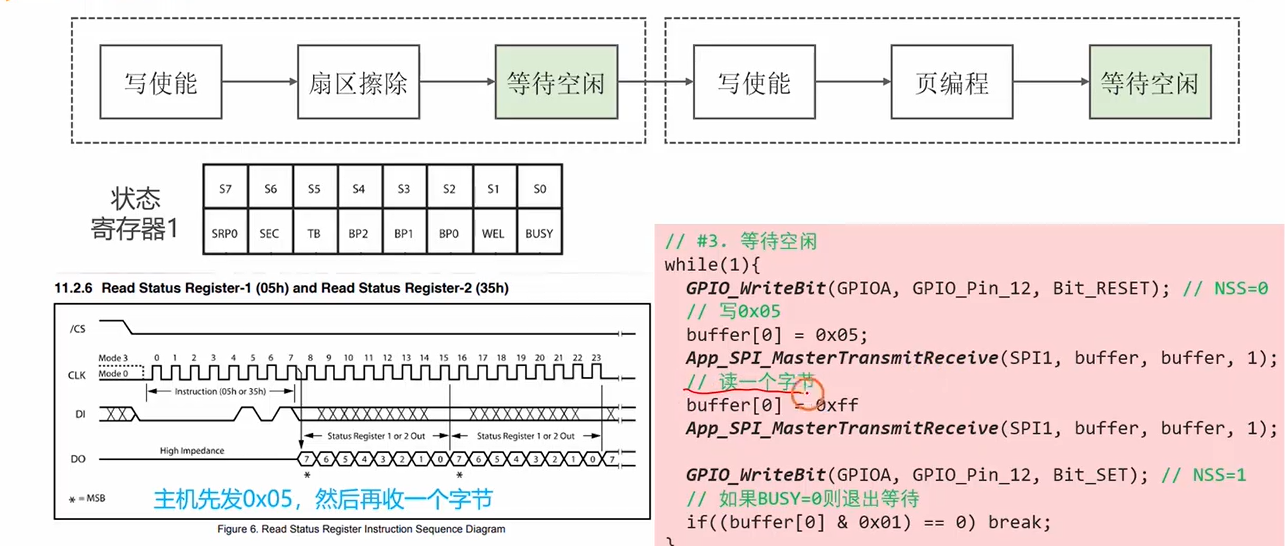 写使能
扇区擦除
等待空闲
写使能
页编程
等待空闲
状态
寄存器1
S7 S6 S5 S4 S3 S2 S1 S0
SRP0 SEC TB BP2 BP1 BP0 WEL BUSY
11.2.6 Read Status Register-1 (05h) and Read Status Register-2 (35h)
/CS
Mode 3 0 1 2 3 4 5 6 7 8 9 10 11 12 13 14 15 16 17 18 19 20 21 22 23
CLK Mode 0
Instruction (05h or 35h)
DI
Status Register 1 or 2 Out Status Register 1 or 2 Out
High Impedance
DO 7 6 5 4 3 2 1 0 7 6 5 4 3 2 1 0 7
* *
* = MSB
主机先发0x05，然后再收一个字节
Figure 6. Read Status Register Instruction Sequence Diagram
// #3. 等待空闲
while(1){
GPIO_WriteBit(GPIOA, GPIO_Pin_12, Bit_RESET); // NSS=0
// 写0x05
buffer[0] = 0x05;
App_SPI_MasterTransmitReceive(SPI1, buffer, buffer, 1);
// 读一个字节
buffer[0] = 0xff
App_SPI_MasterTransmitReceive(SPI1, buffer, buffer, 1);
GPIO_WriteBit(GPIOA, GPIO_Pin_12, Bit_SET); // NSS=1
// 如果BUSY=0则退出等待
if((buffer[0] & 0x01) == 0) break;
}